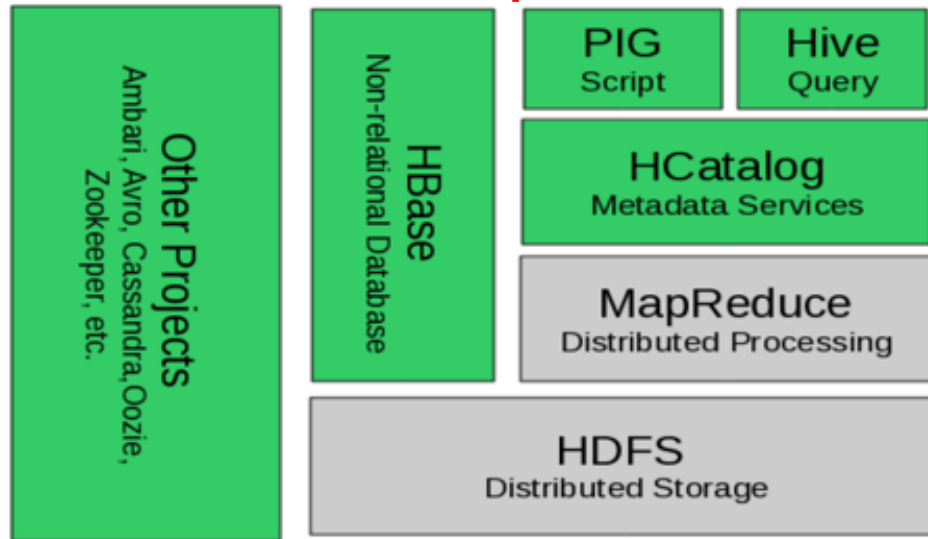 Other Projects
Ambari, Avro, Cassandra,Oozie,
Zookeeper, etc.
HBase
Non-relational Database
PIG
Script
Hive
Query
HCatalog
Metadata Services
MapReduce
Distributed Processing
HDFS
Distributed Storage